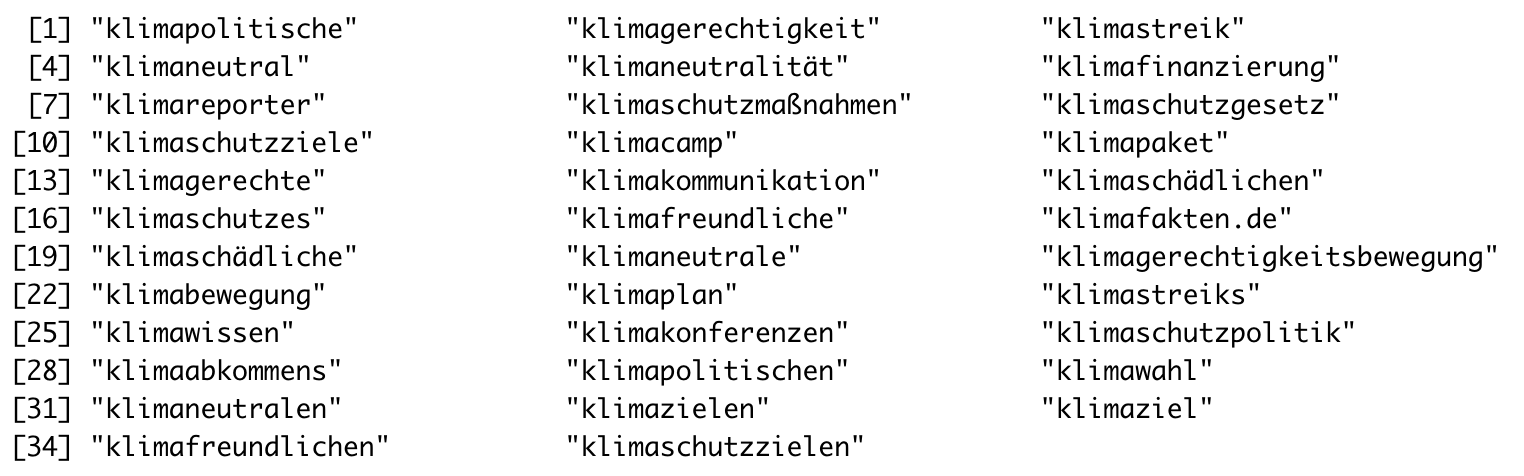 [1] "klimapolitische" "klimagerechtigkeit" "klimastreik"
[4] "klimaneutral" "klimaneutralität" "klimafinanzierung"
[7] "klimareporter" "klimaschutzmaßnahmen" "klimaschutzgesetz"
[10] "klimaschutzziele" "klimacamp" "klimapaket"
[13] "klimagerechte" "klimakommunikation" "klimaschädlichen"
[16] "klimaschutzes" "klimafreundliche" "klimafakten.de"
[19] "klimaschädliche" "klimaneutrale" "klimagerechtigkeitsbewegung"
[22] "klimabewegung" "klimaplan" "klimastreiks"
[25] "klimawissen" "klimakonferenzen" "klimaschutzpolitik"
[28] "klimaabkommens" "klimapolitischen" "klimawahl"
[31] "klimaneutralen" "klimazielen" "klimaziel"
[34] "klimafreundlichen" "klimaschutzzielen"